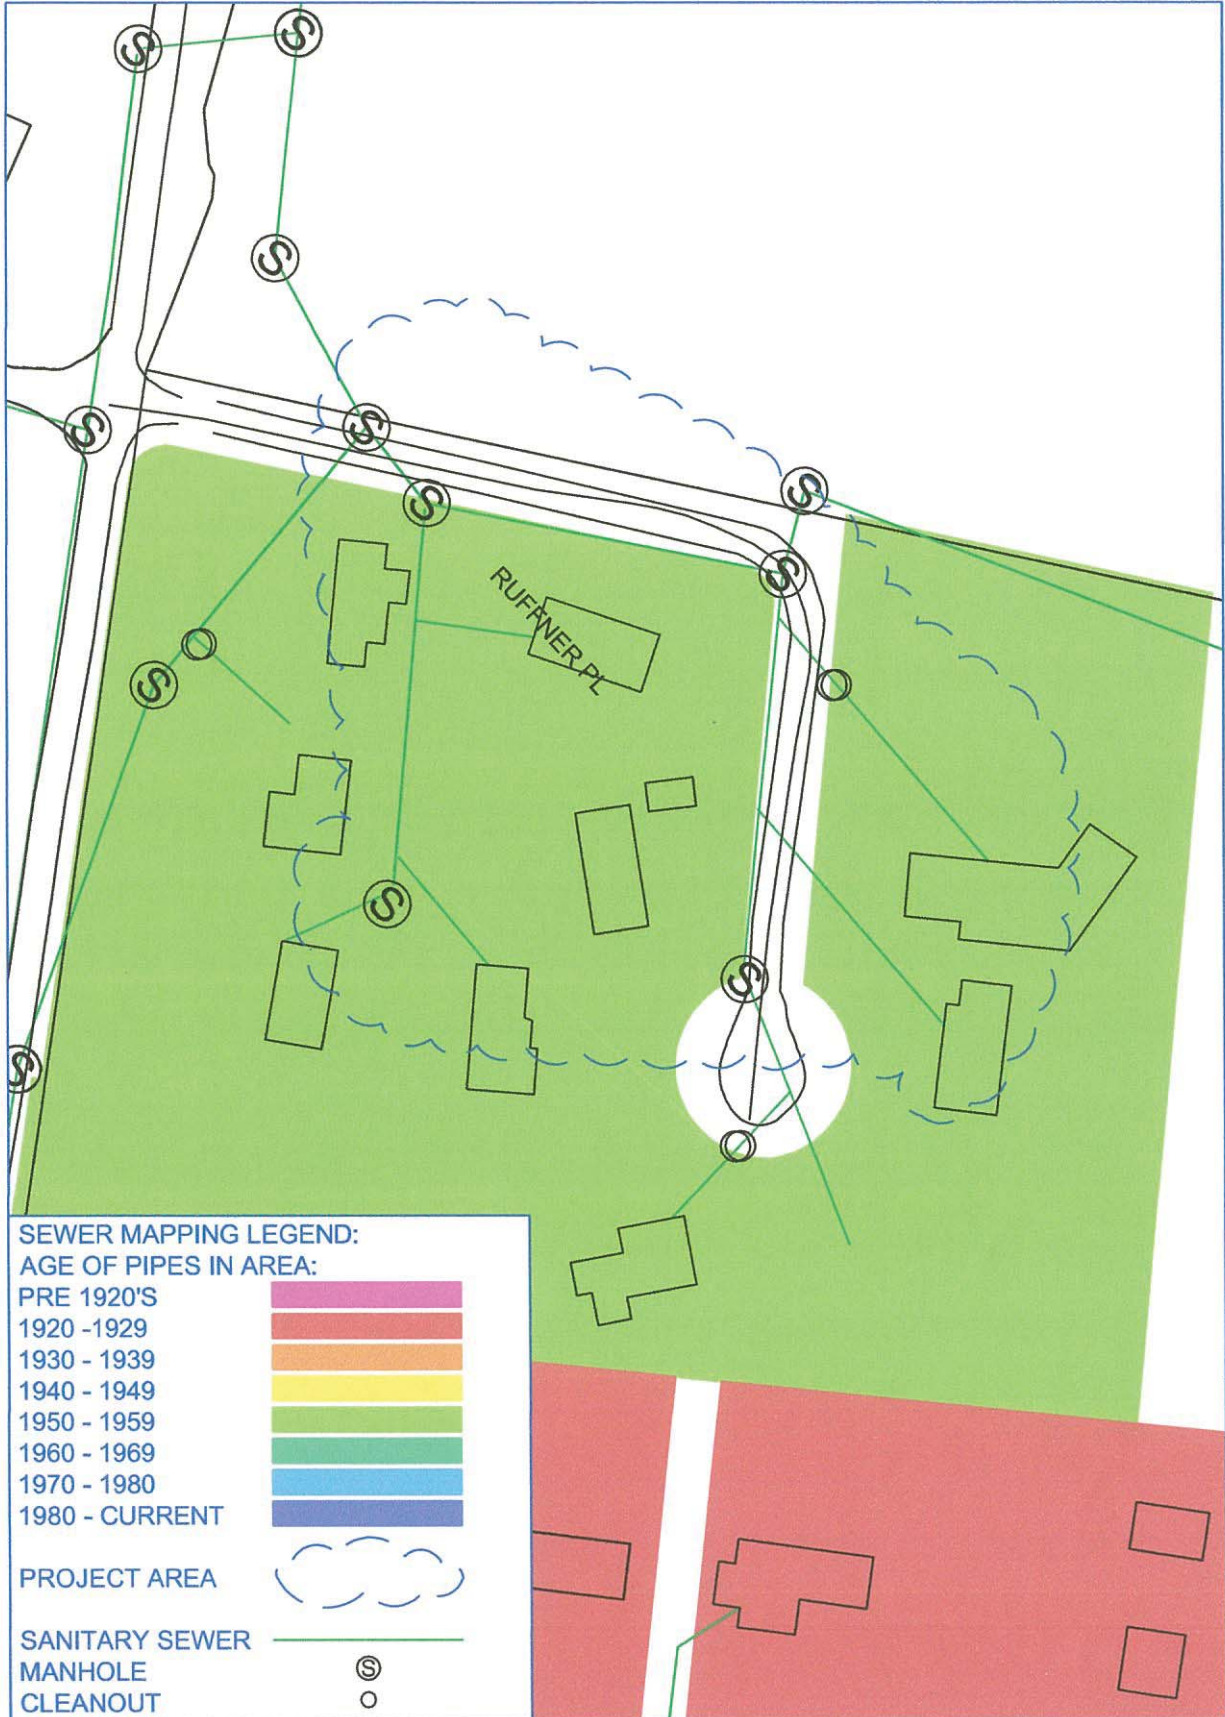 S
S
S
S
S
S
S
S
RUFFNER PL
S
S
S
S
SEWER MAPPING LEGEND:
AGE OF PIPES IN AREA:
PRE 1920'S
1920 -1929
1930 - 1939
1940 - 1949
1950 - 1959
1960 - 1969
1970 - 1980
1980 - CURRENT
PROJECT AREA
SANITARY SEWER
MANHOLE S
CLEANOUT